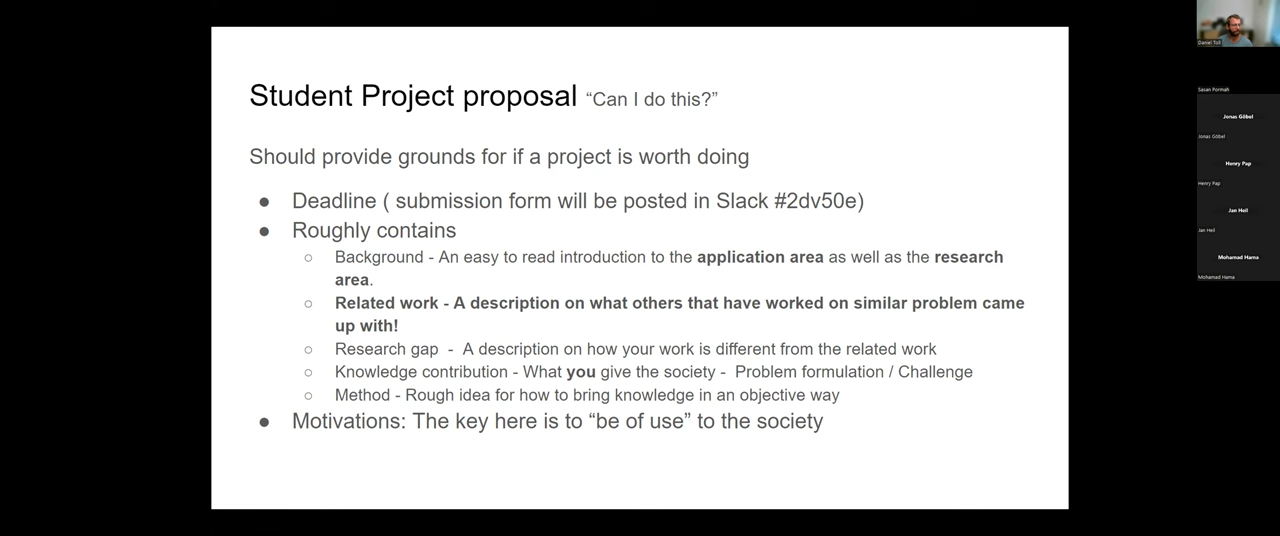 Student Project proposal “Can I do this?”
Should provide grounds for if a project is worth doing
● Deadline ( submission form will be posted in Slack #2dv50e)
● Roughly contains
○ Background - An easy to read introduction to the application area as well as the research
area.
○ Related work - A description on what others that have worked on similar problem came
up with!
○ Research gap - A description on how your work is different from the related work
○ Knowledge contribution - What you give the society - Problem formulation / Challenge
○ Method - Rough idea for how to bring knowledge in an objective way
● Motivations: The key here is to “be of use” to the society
Daniel Toll
Sasan Pormah
Jonas Göbel
Jonas Göbel
Henry Pap
Henry Pap
Jan Heil
Jan Heil
Mohamad Hama
Mohamad Hama